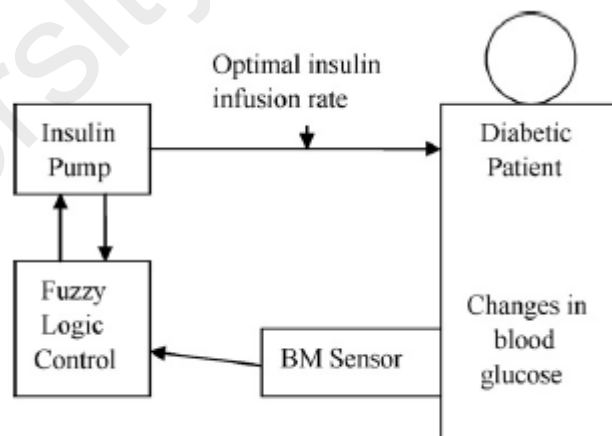 Optimal insulin
infusion rate
Insulin
Pump
Diabetic
Patient
Fuzzy
Logic
Control
BM Sensor
Changes in
blood
glucose